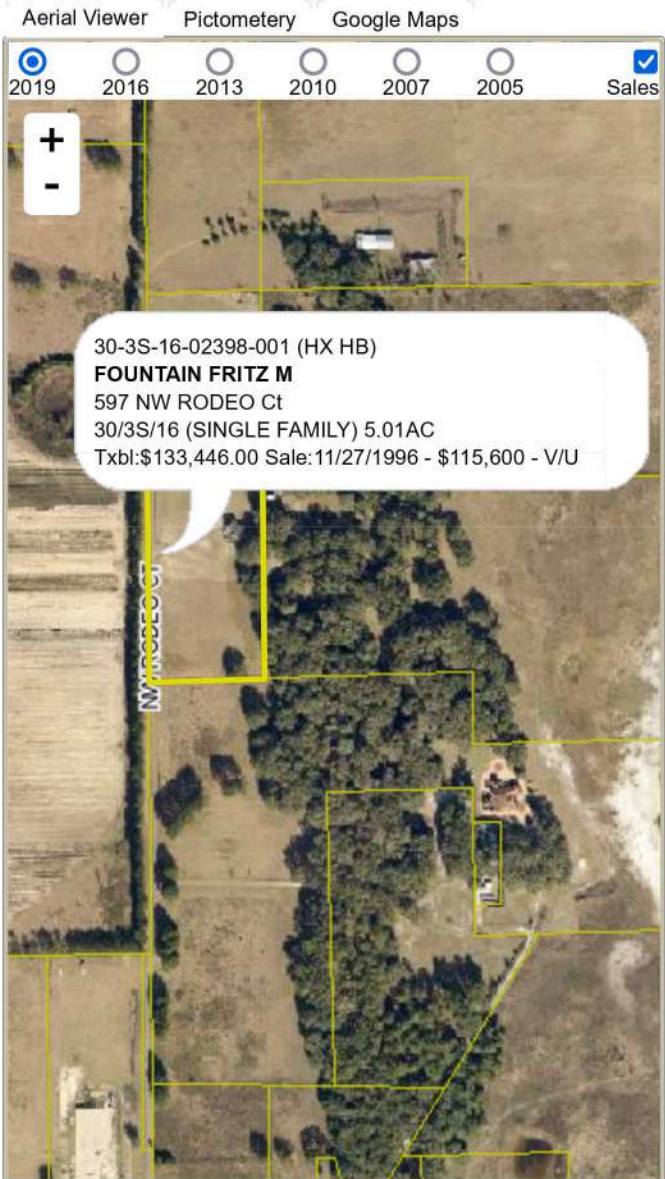 Aerial Viewer Pictometery Google Maps
2019 2016 2013 2010 2007 2005 Sales
+
-
30-3S-16-02398-001 (HX HB)
FOUNTAIN FRITZ M
597 NW RODEO Ct
30/3S/16 (SINGLE FAMILY) 5.01AC
Txbl:$133,446.00 Sale:11/27/1996 - $115,600 - V/U
NW RODEO CT